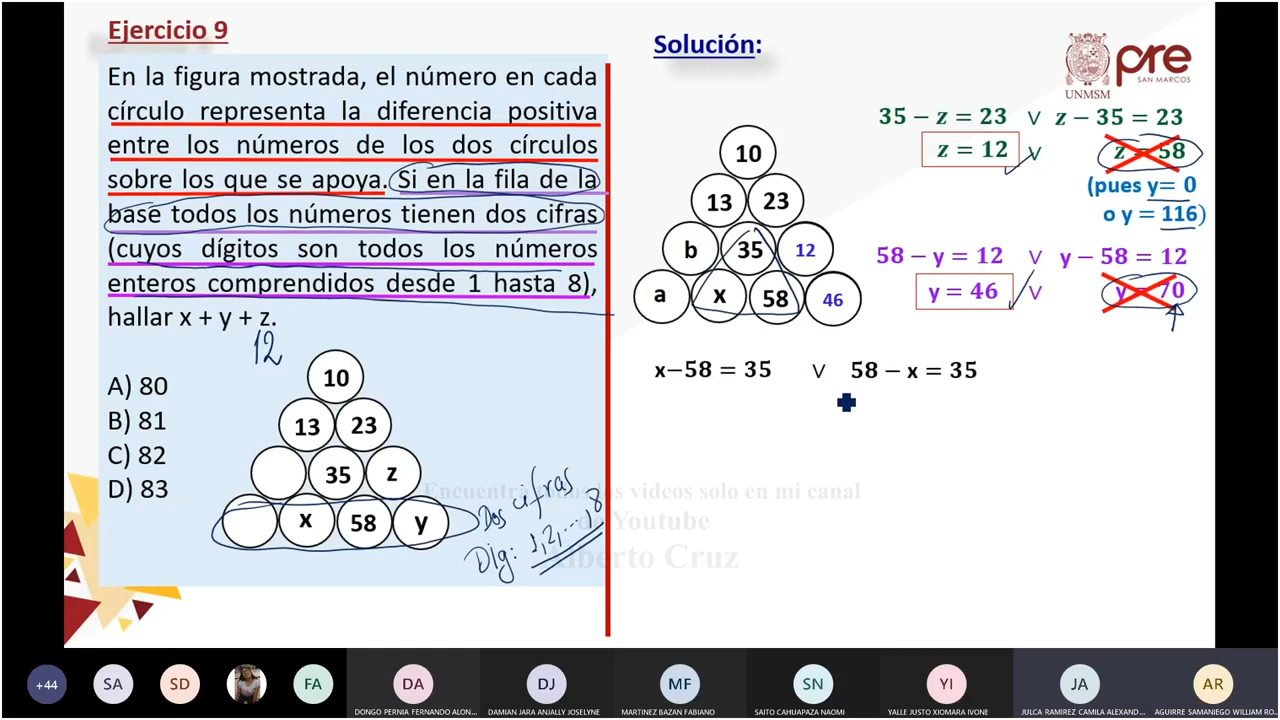 Ejercicio 9
En la figura mostrada, el número en cada
círculo representa la diferencia positiva
entre los números de los dos círculos
sobre los que se apoya. Si en la fila de la
base todos los números tienen dos cifras
(cuyos dígitos son todos los números
enteros comprendidos desde 1 hasta 8),
hallar x + y + z.
12
A) 80
B) 81
C) 82
D) 83
10
13 23
35 z
x 58 y
Dos cifras
Dig: 1,2,...,8
Solución:
pre
SAN MARCOS
UNMSM
10
13 23
b 35 12
a x 58 46
35 − z = 23 ∨ z − 35 = 23
z = 12 ∨ z = 58
(pues y= 0
o y = 116)
58 − y = 12 ∨ y − 58 = 12
y = 46 ∨ y = 70
x−58 = 35 ∨ 58 − x = 35
Encuentra todos los videos solo en mi canal
de Youtube
Alberto Cruz
+44 SA SD FA DA DJ MF SN YI JA AR
DONGO PERNIA FERNANDO ALON... DAMIAN JARA ANJALLY JOSELYNE MARTINEZ BAZAN FABIANO SAITO CAHUAPAZA NAOMI YALLE JUSTO XIOMARA IVONE JULCA RAMIREZ CAMILA ALEXAND... AGUIRRE SAMANIEGO WILLIAM RO...